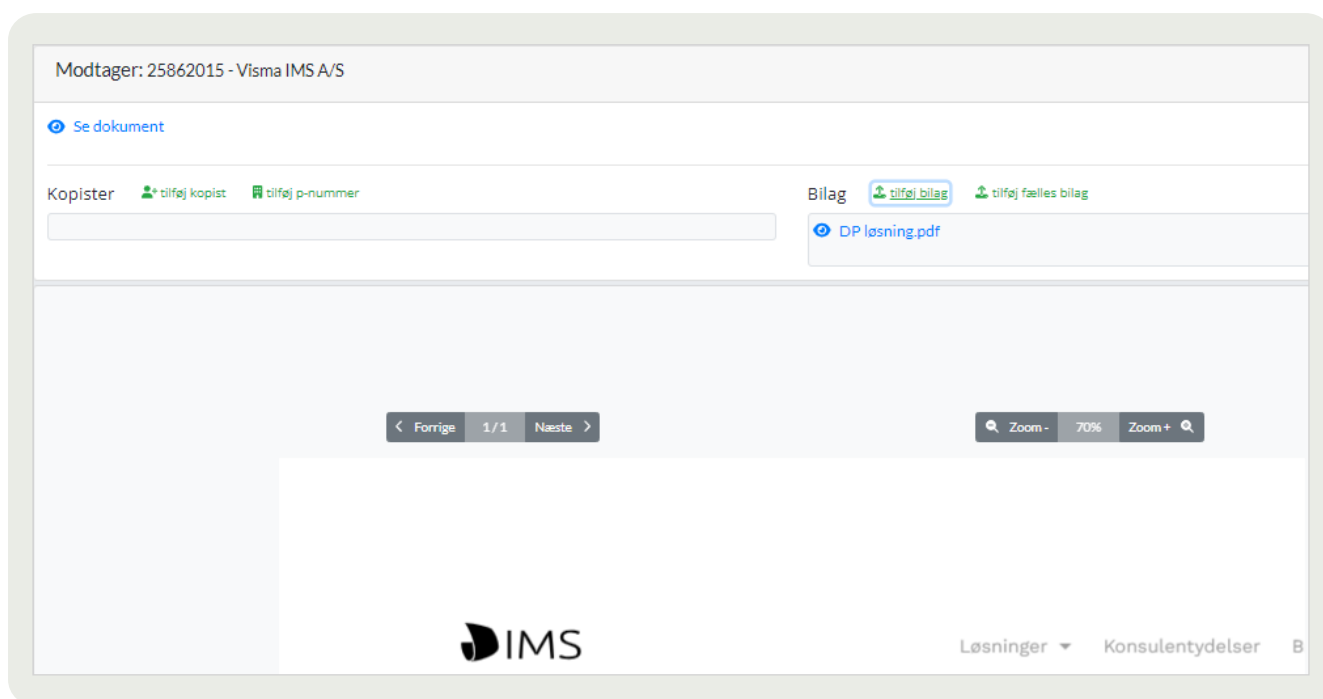 Modtager: 25862015 - Visma IMS A/S
Se dokument
Kopister tilføj kopist tilføj p-nummer
Bilag tilføj bilag tilføj fælles bilag
DP løsning.pdf
Forrige 1/1 Næste
Zoom - 70% Zoom +
IMS
Løsninger Konsulentydelser B